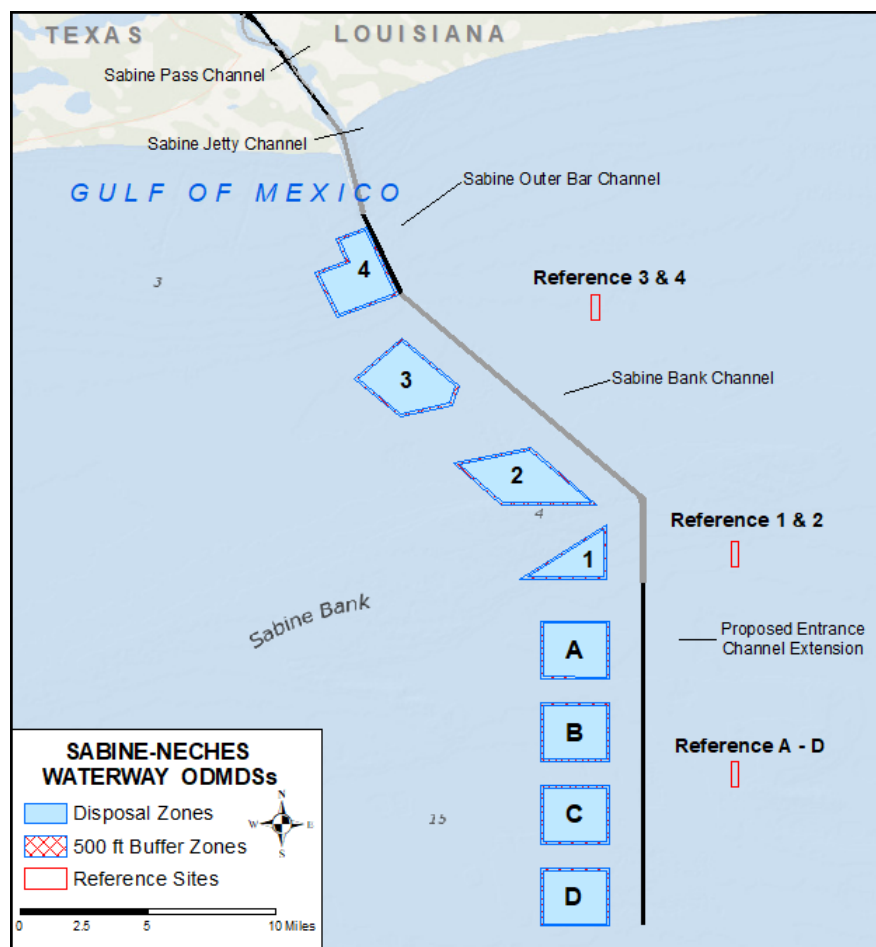 TEXAS
LOUISIANA
Sabine Pass Channel
Sabine Jetty Channel
GULF OF MEXICO
Sabine Outer Bar Channel
4
3
Reference 3 & 4
3
Sabine Bank Channel
2
4
Reference 1 & 2
1
Sabine Bank
A
Proposed Entrance
Channel Extension
B
Reference A - D
C
15
D
SABINE-NECHES
WATERWAY ODMDSs
Disposal Zones
500 ft Buffer Zones
Reference Sites
N
W
E
S
0 2.5 5 10 Miles